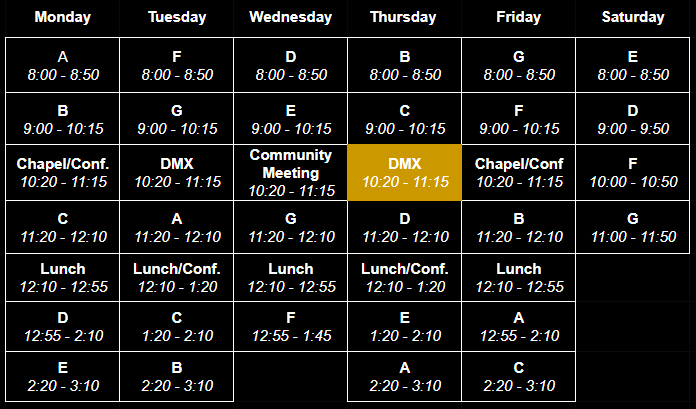 Monday Tuesday Wednesday Thursday Friday Saturday
A F D B G E
8:00 - 8:50 8:00 - 8:50 8:00 - 8:50 8:00 - 8:50 8:00 - 8:50 8:00 - 8:50
B G E C F D
9:00 - 10:15 9:00 - 10:15 9:00 - 10:15 9:00 - 10:15 9:00 - 10:15 9:00 - 9:50
Chapel/Conf. DMX Community Meeting DMX Chapel/Conf F
10:20 - 11:15 10:20 - 11:15 10:20 - 11:15 10:20 - 11:15 10:20 - 11:15 10:00 - 10:50
C A G D B G
11:20 - 12:10 11:20 - 12:10 11:20 - 12:10 11:20 - 12:10 11:20 - 12:10 11:00 - 11:50
Lunch Lunch/Conf. Lunch Lunch/Conf. Lunch
12:10 - 12:55 12:10 - 1:20 12:10 - 12:55 12:10 - 1:20 12:10 - 12:55
D C F E A
12:55 - 2:10 1:20 - 2:10 12:55 - 1:45 1:20 - 2:10 12:55 - 2:10
E B A C
2:20 - 3:10 2:20 - 3:10 2:20 - 3:10 2:20 - 3:10